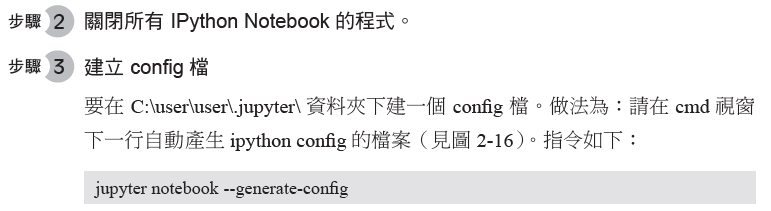 步驟 2 關閉所有 IPython Notebook 的程式。
步驟 3 建立 config 檔
要在 C:\user\user\.jupyter\ 資料夾下建一個 config 檔。做法為：請在 cmd 視窗
下一行自動產生 ipython config 的檔案（見圖 2-16）。指令如下：
jupyter notebook --generate-config